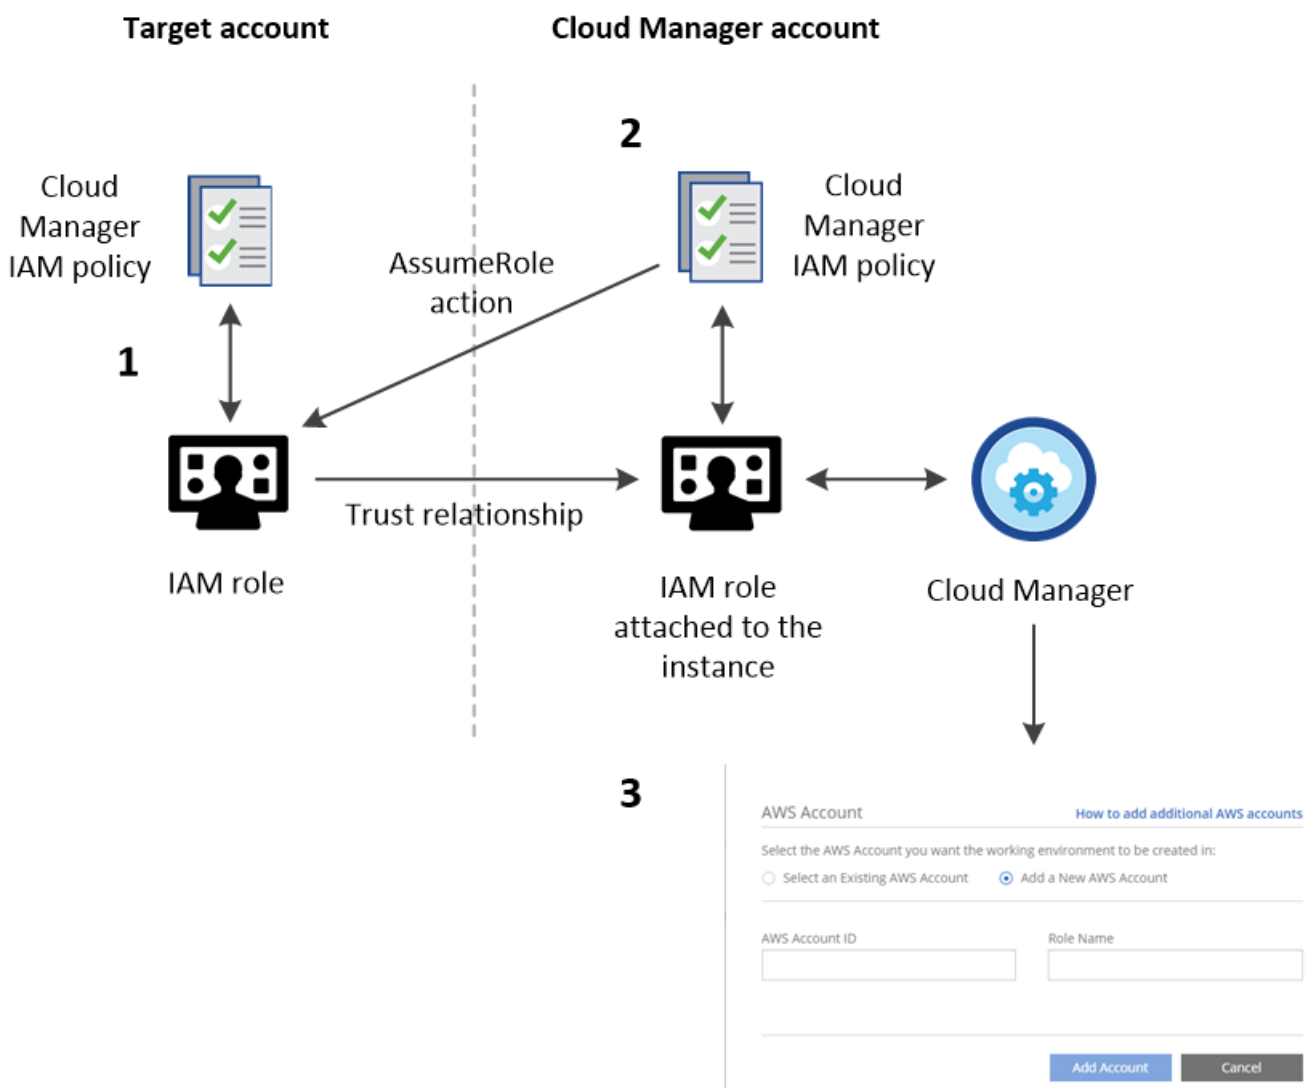 Target account
Cloud Manager account
2
Cloud
Manager
IAM policy
AssumeRole
action
Cloud
Manager
IAM policy
1
Trust relationship
IAM role
IAM role
attached to the
instance
Cloud Manager
3
AWS Account
How to add additional AWS accounts
Select the AWS Account you want the working environment to be created in:
Select an Existing AWS Account
Add a New AWS Account
AWS Account ID
Role Name
Add Account
Cancel